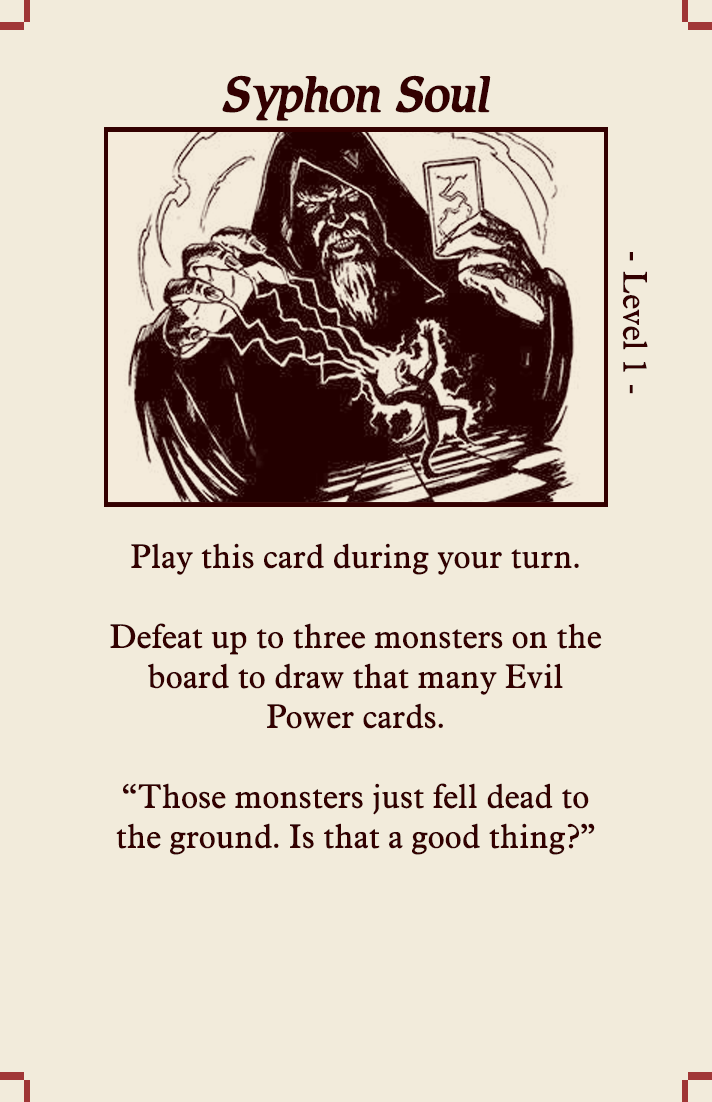 Syphon Soul
- Level 1 -
Play this card during your turn.
Defeat up to three monsters on the
board to draw that many Evil
Power cards.
“Those monsters just fell dead to
the ground. Is that a good thing?”